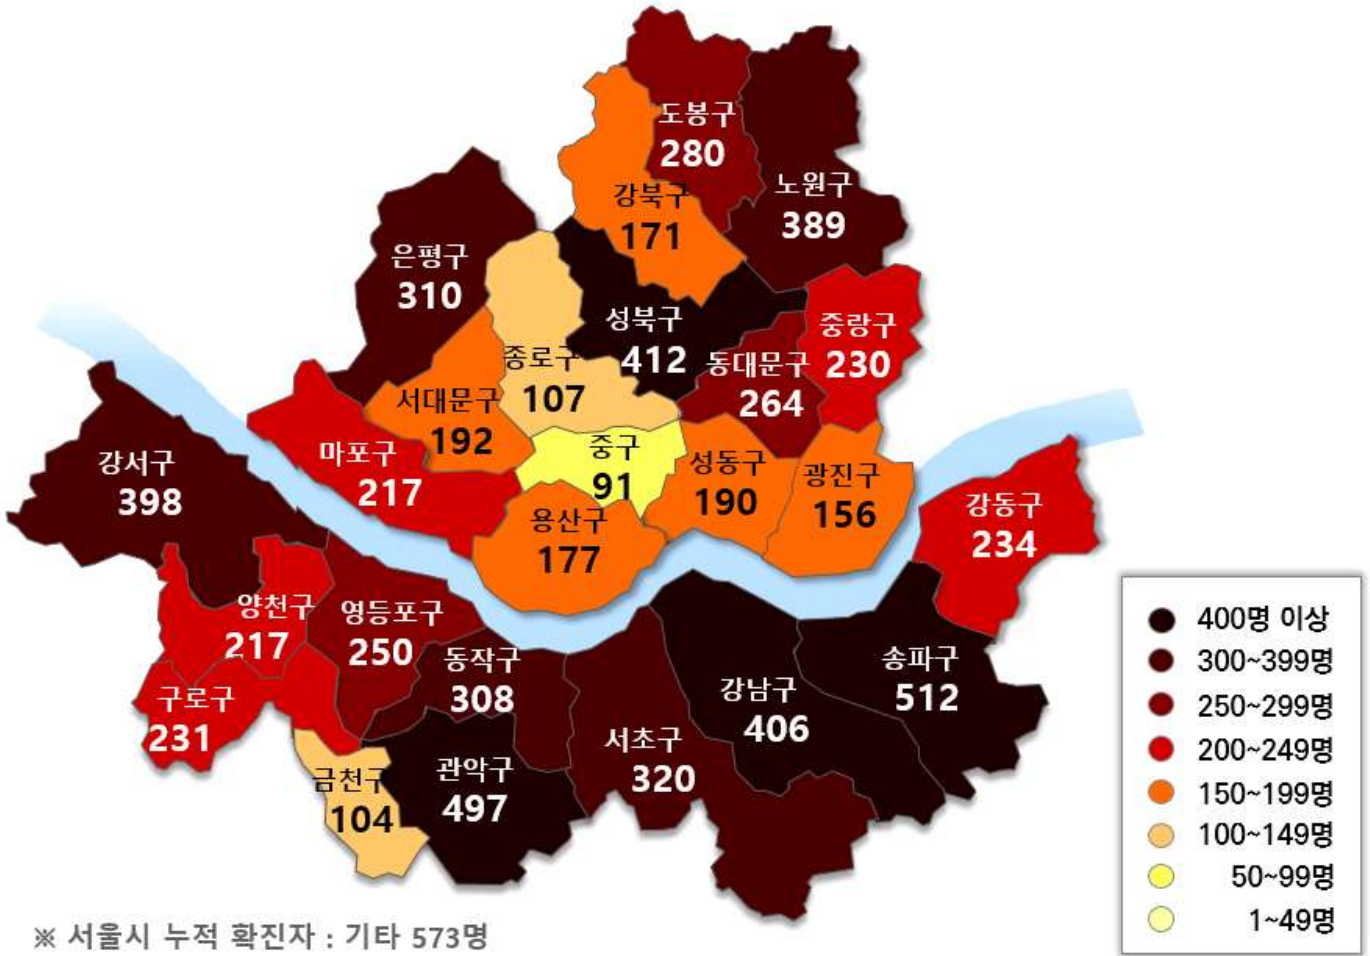 도봉구
280
노원구
389
강북구
171
은평구
310
성북구
412
중랑구
230
종로구
107
동대문구
264
서대문구
192
마포구
217
중구
91
성동구
190
광진구
156
강서구
398
용산구
177
강동구
234
양천구
217
영등포구
250
동작구
308
강남구
406
송파구
512
구로구
231
서초구
320
금천구
104
관악구
497
400명 이상
300~399명
250~299명
200~249명
150~199명
100~149명
50~99명
1~49명
※ 서울시 누적 확진자 : 기타 573명